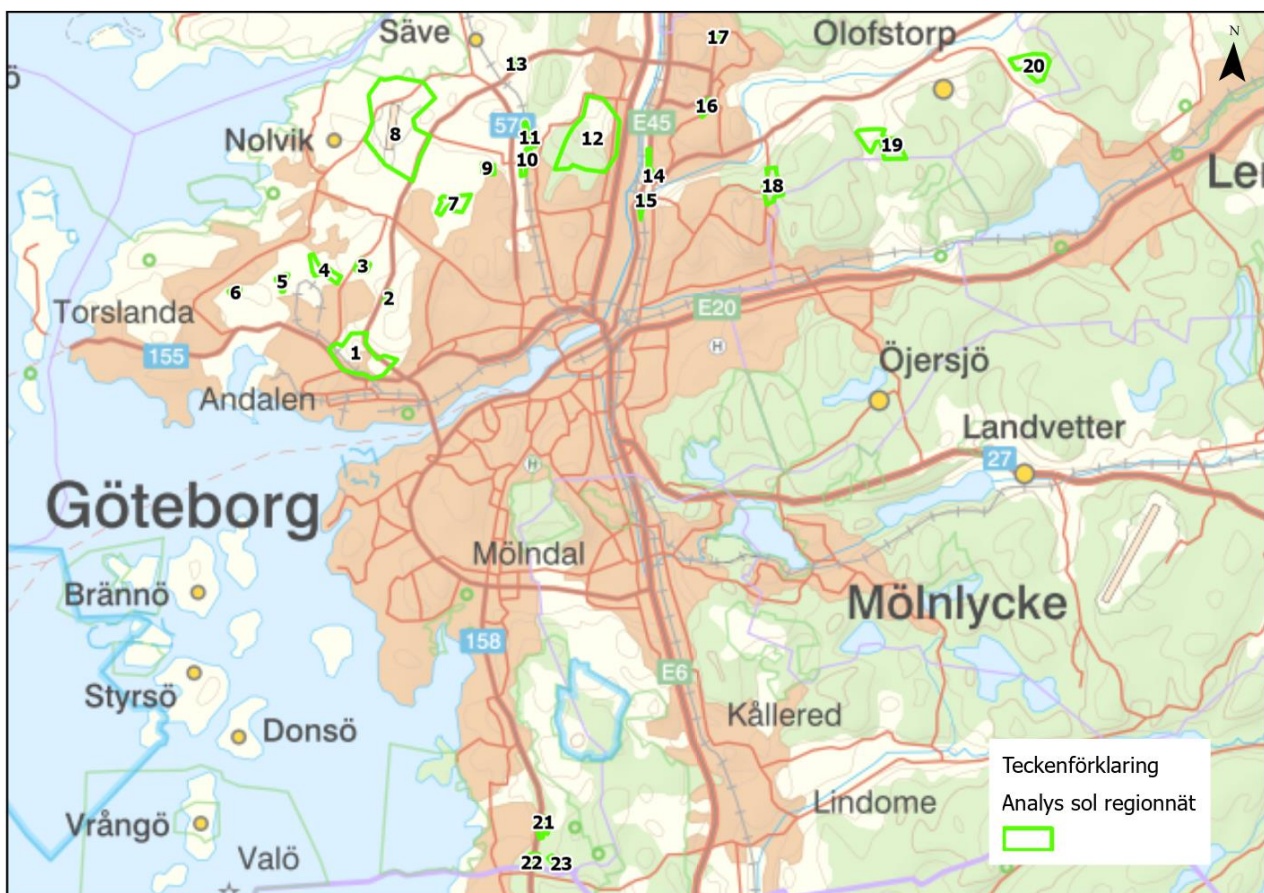 Säve
17
Olofstorp
N
13
20
ö
16
8
570
11
12
E45
Nolvik
19
10
9
14
18
Le
7
15
4
3
5
6
2
Torslanda
E20
H
155
1
Öjersjö
Andalen
Landvetter
27
H
Göteborg
Mölndal
Brännö
Mölnlycke
158
E6
Styrsö
Kållered
Donsö
Teckenförklaring
Analys sol regionnät
Lindome
Vrångö
21
Valö
22
23